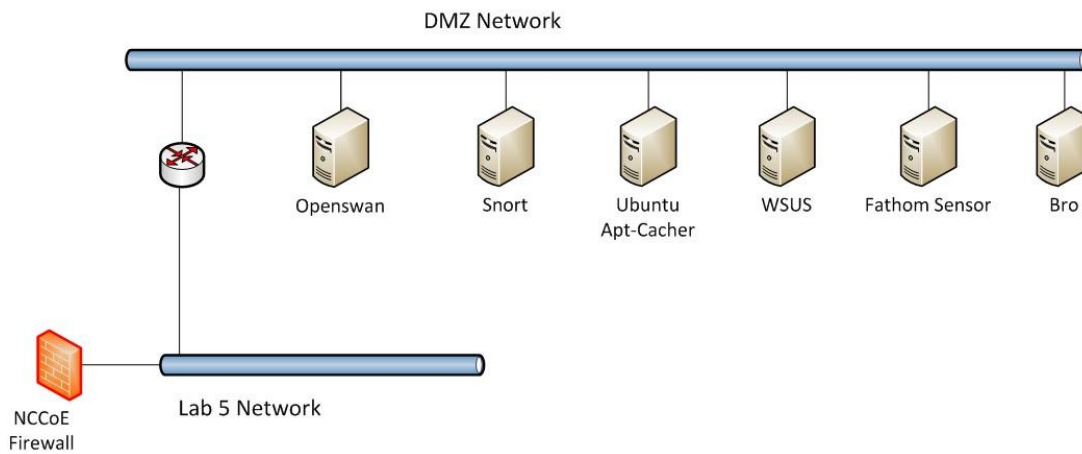 DMZ Network
Openswan
Snort
Ubuntu
Apt-Cacher
WSUS
Fathom Sensor
Bro
NCCoE
Firewall
Lab 5 Network